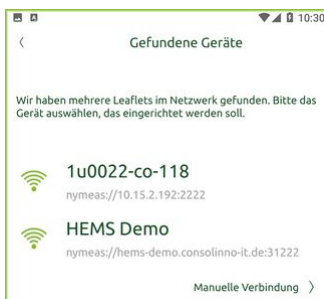 10:30
Gefundene Geräte
Wir haben mehrere Leaflets im Netzwerk gefunden. Bitte das
Gerät auswählen, das eingerichtet werden soll.
1u0022-co-118
nymeas://10.15.2.192:2222
HEMS Demo
nymeas://hems-demo.consolinno-it.de:31222
Manuelle Verbindung